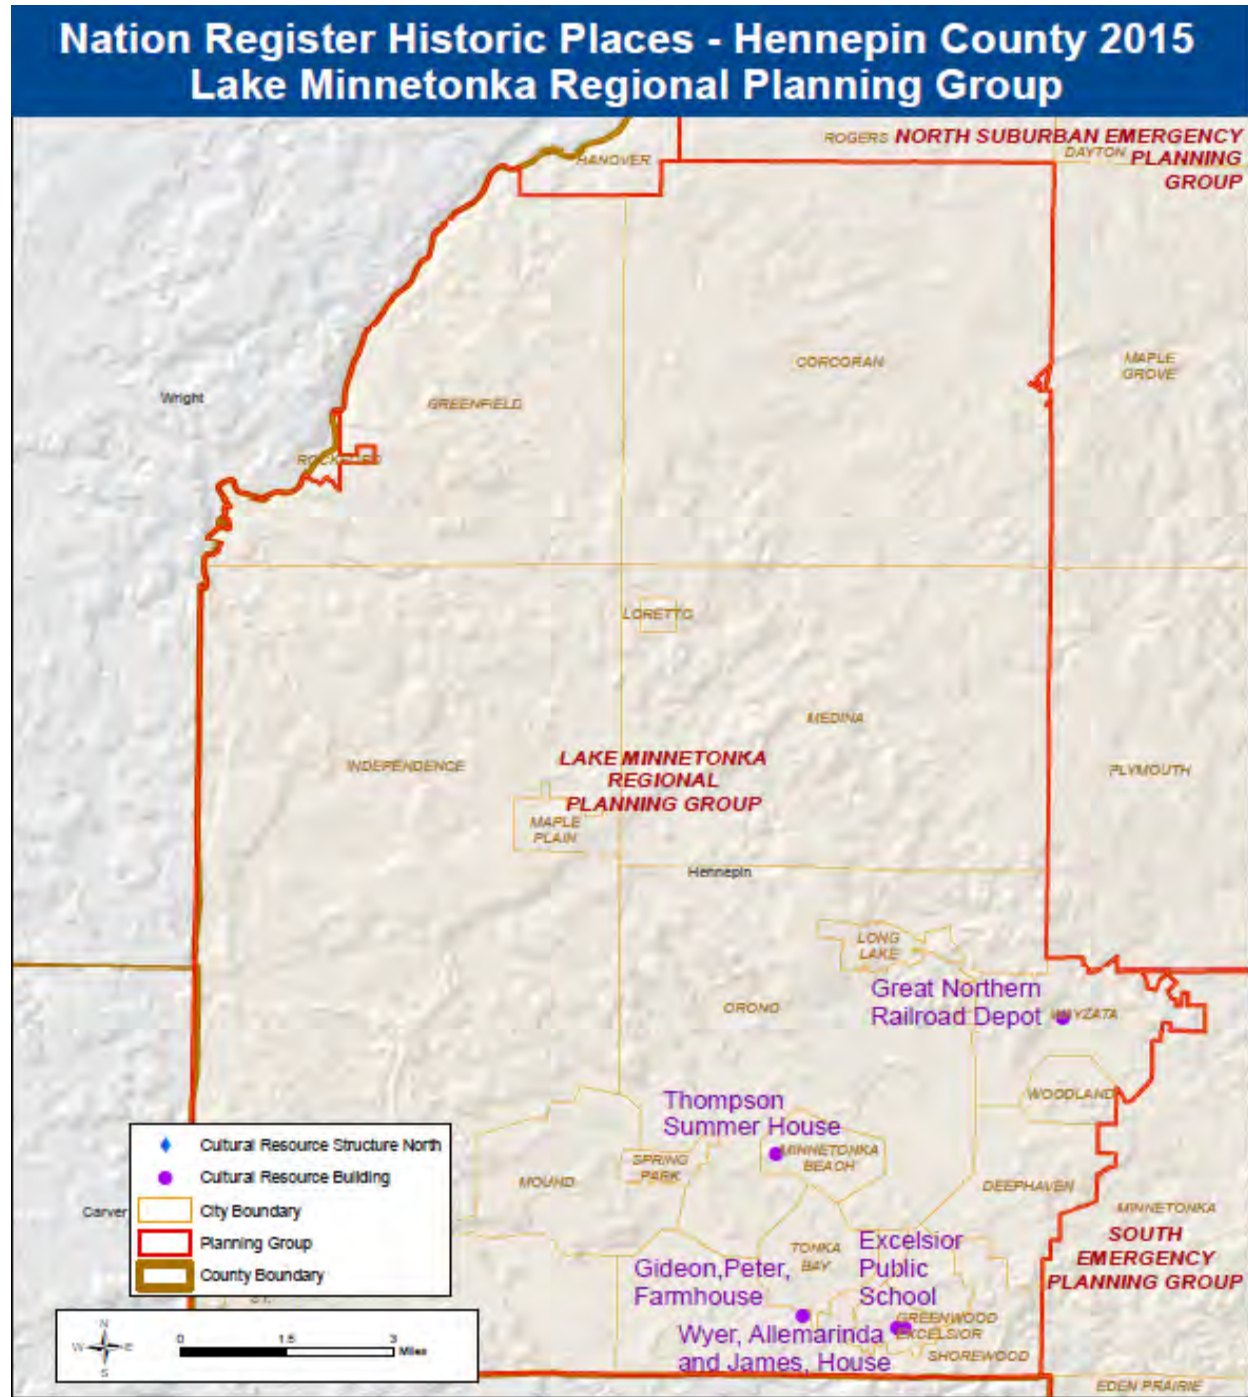 Nation Register Historic Places - Hennepin County 2015
Lake Minnetonka Regional Planning Group
ROGERS
NORTH SUBURBAN EMERGENCY
PLANNING
GROUP
DAYTON
HANOVER
CORCORAN
MAPLE
GROVE
Wright
GREENFIELD
ROCKFORD
LORETTO
MEDINA
INDEPENDENCE
LAKE MINNETONKA
REGIONAL
PLANNING GROUP
PLYMOUTH
MAPLE
PLAIN
Hennepin
LONG
LAKE
Great Northern
Railroad Depot
WAYZATA
ORONO
WOODLAND
Thompson
Summer House
MINNETONKA
BEACH
SPRING
PARK
MOUND
DEEPHAVEN
MINNETONKA
SOUTH
EMERGENCY
PLANNING GROUP
TONKA
BAY
Excelsior
Public
School
Gideon,Peter,
Farmhouse
GREENWOOD
EXCELSIOR
Wyer, Allemarinda
and James, House
SHOREWOOD
EDEN PRAIRIE
Carver
ST.
Cultural Resource Structure North
Cultural Resource Building
City Boundary
Planning Group
County Boundary
N
W E
S
0 1.5 3
Miles